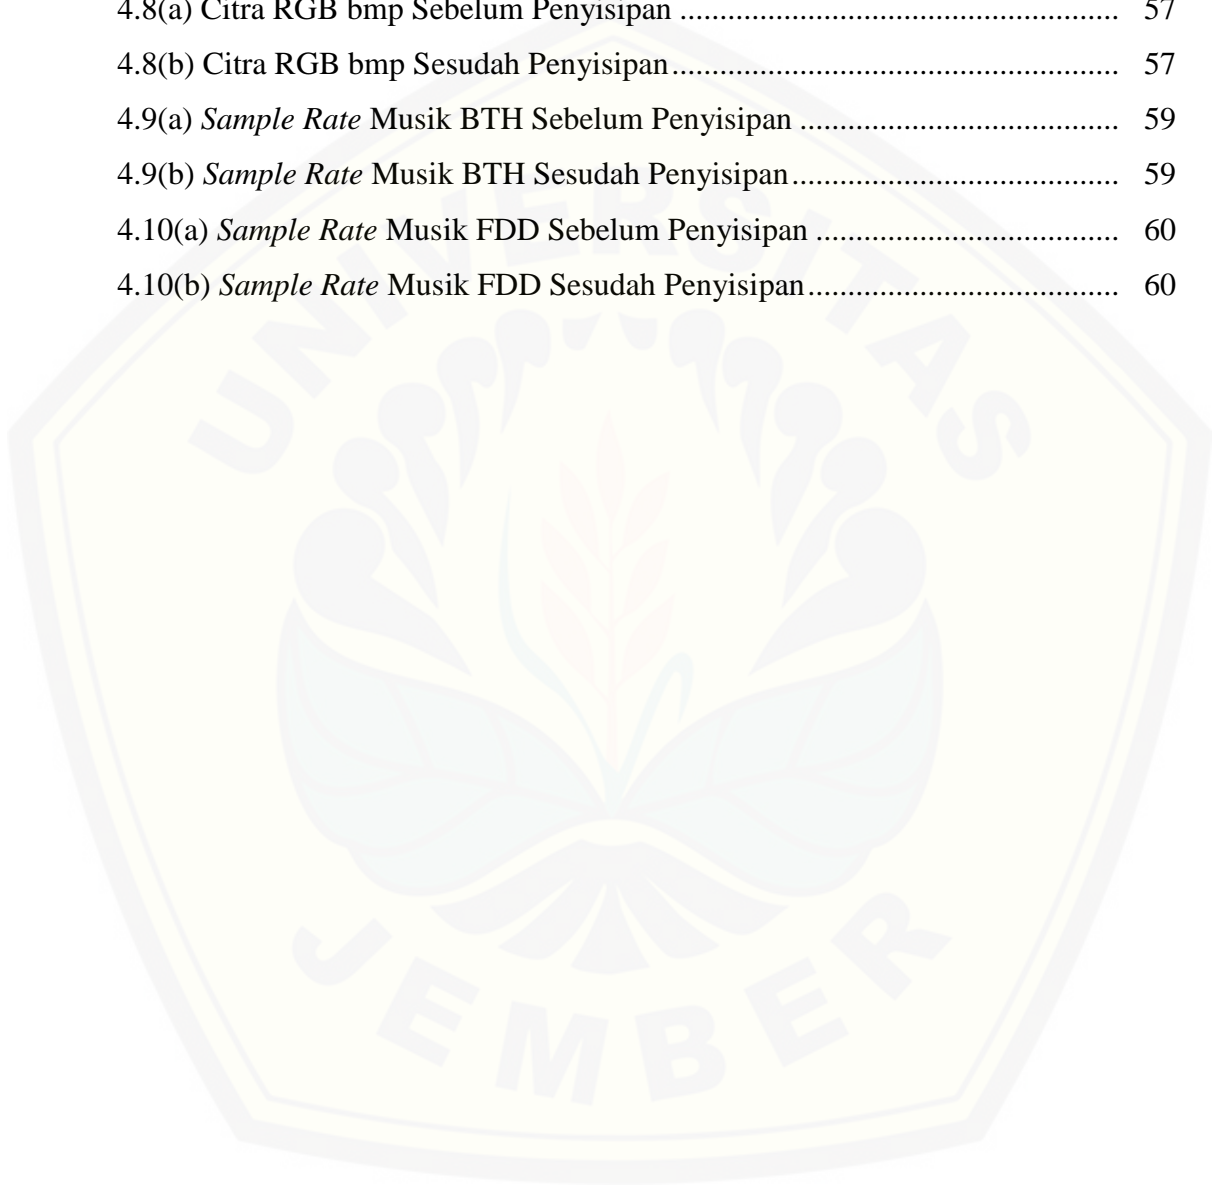 4.8(a) Citra RGB bmp Sebelum Penyisipan ........................................................ 57
4.8(b) Citra RGB bmp Sesudah Penyisipan ......................................................... 57
4.9(a) Sample Rate Musik BTH Sebelum Penyisipan ......................................... 59
4.9(b) Sample Rate Musik BTH Sesudah Penyisipan .......................................... 59
4.10(a) Sample Rate Musik FDD Sebelum Penyisipan ....................................... 60
4.10(b) Sample Rate Musik FDD Sesudah Penyisipan ........................................ 60
UNIVERSITAS
JEMBER